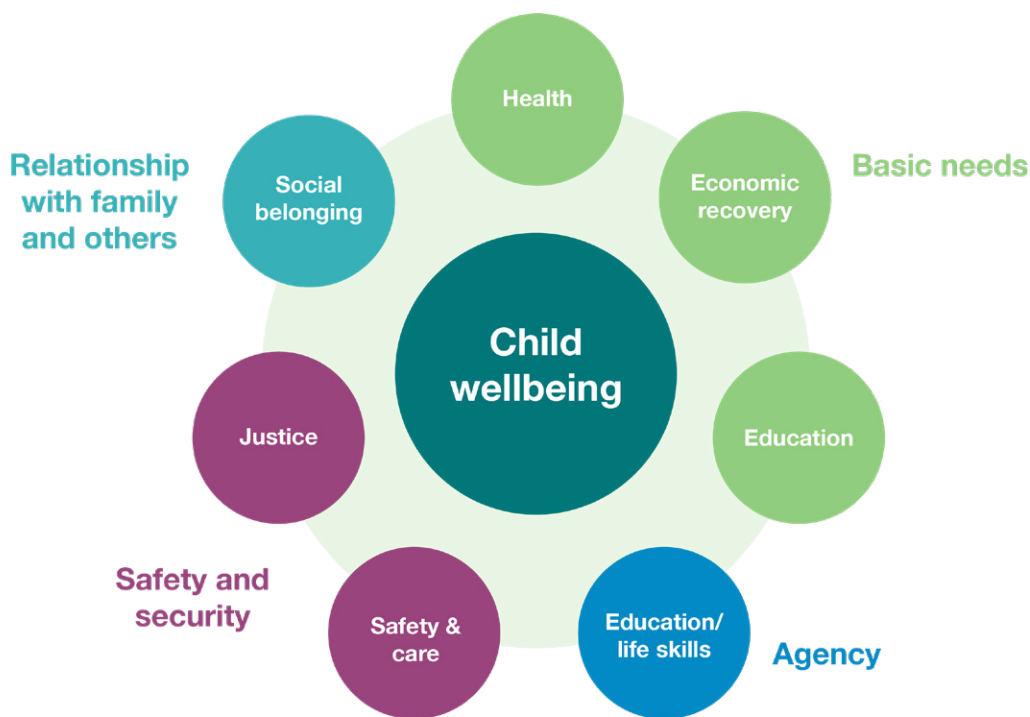 Health
Relationship
with family
and others
Social
belonging
Economic
recovery
Basic needs
Child
wellbeing
Justice
Education
Safety and
security
Safety &
care
Education/
life skills
Agency